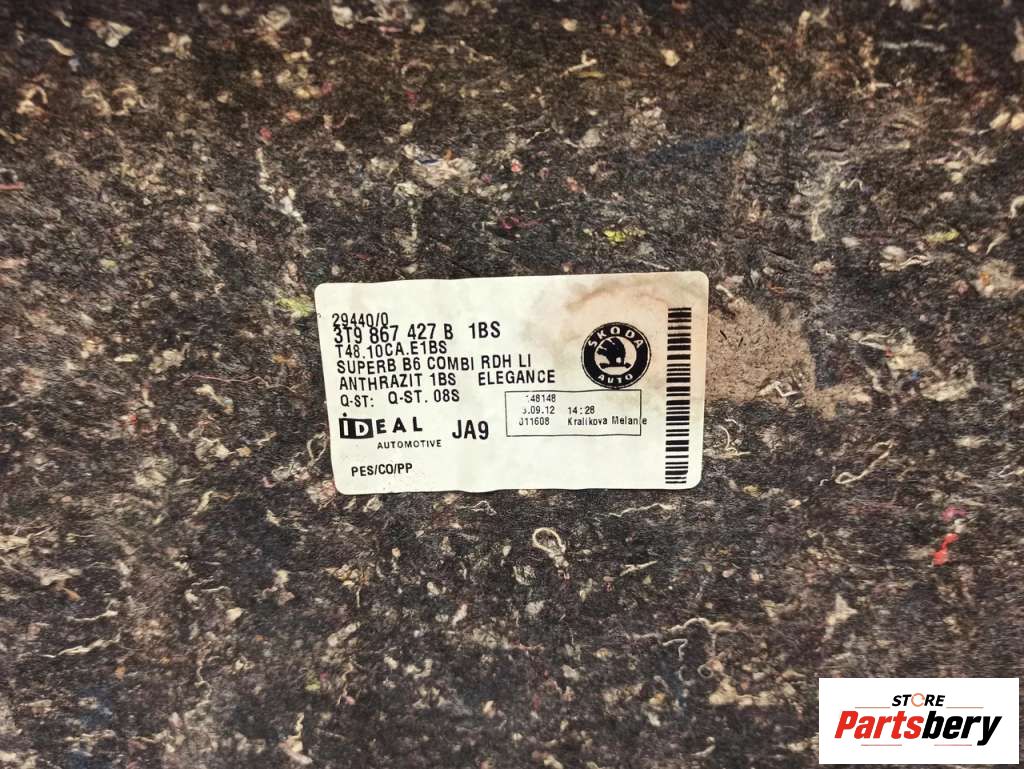 29440/0
3T9 867 427 B 1BS
T48.10CA.E1BS
SUPERB B6 COMBI RDH LI
ANTHRAZIT 1BS ELEGANCE
Q-ST: Q-ST. 08S
ŠKODA
AUTO
148148
.09.12 14:28
011608 Kralikova Melanie
iDEAL
AUTOMOTIVE
JA9
PES/CO/PP
STORE
Partsbery